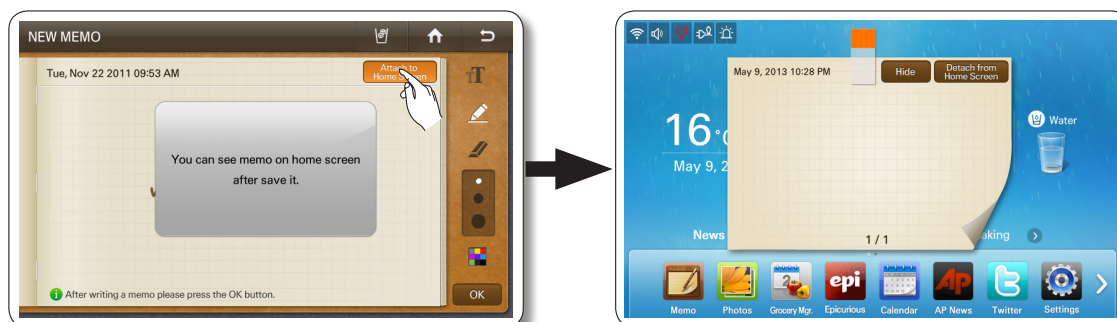 NEW MEMO
Tue, Nov 22 2011 09:53 AM
Attach to
Home Screen
You can see memo on home screen
after save it.
After writing a memo please press the OK button.
OK
May 9, 2013 10:28 PM
Hide
Detach from
Home Screen
16
May 9, 2
Water
News
1 / 1
aking
epi
AP
Memo
Photos
Grocery Mgr.
Epicurious
Calendar
AP News
Twitter
Settings